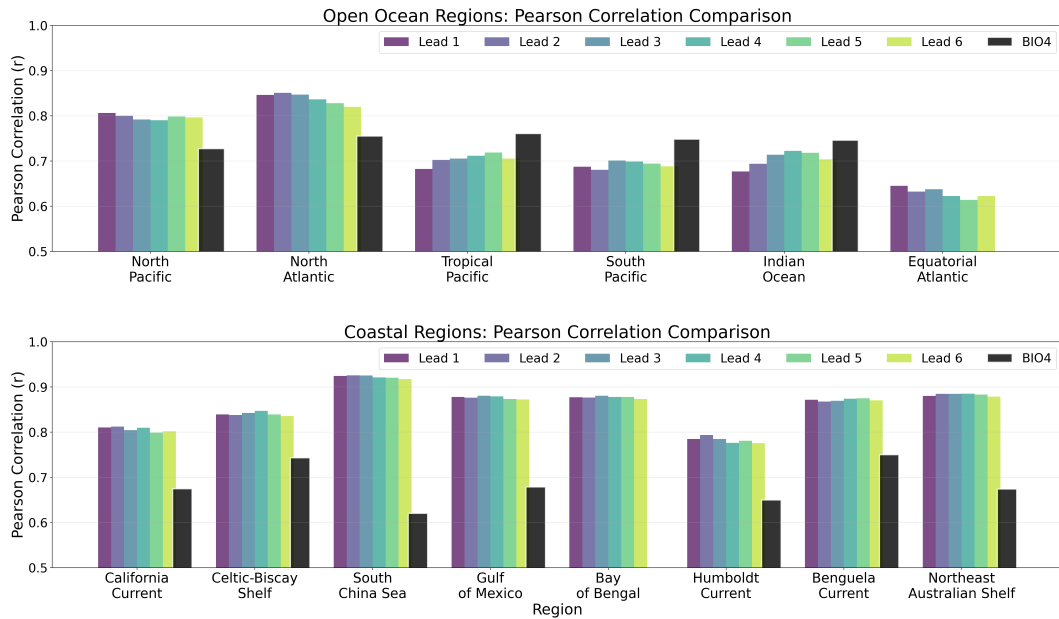 Open Ocean Regions: Pearson Correlation Comparison
Lead 1 Lead 2 Lead 3 Lead 4 Lead 5 Lead 6 BIO4
Pearson Correlation (r)
1.0
0.9
0.8
0.7
0.6
0.5
North North Tropical South Indian Equatorial
Pacific Atlantic Pacific Pacific Ocean Atlantic
Coastal Regions: Pearson Correlation Comparison
Lead 1 Lead 2 Lead 3 Lead 4 Lead 5 Lead 6 BIO4
Pearson Correlation (r)
1.0
0.9
0.8
0.7
0.6
0.5
California Celtic-Biscay South Gulf Bay Humboldt Benguela Northeast
Current Shelf China Sea of Mexico of Bengal Current Current Australian Shelf
Region